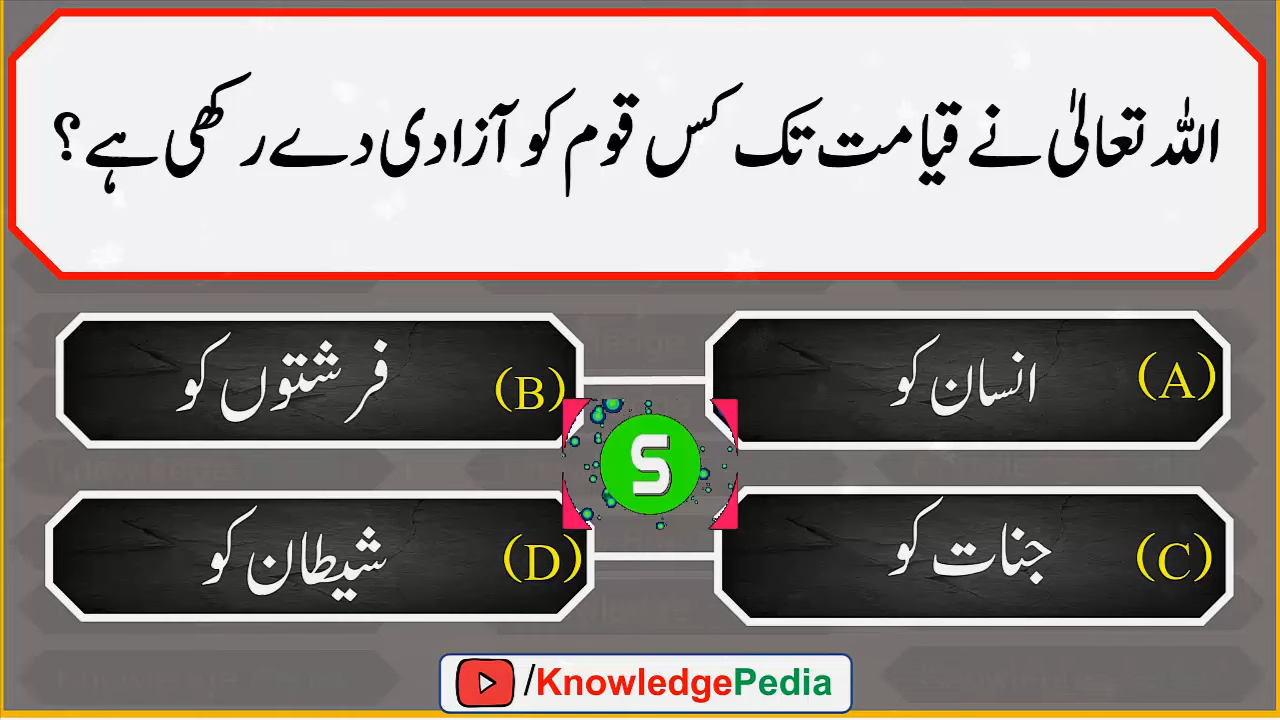 اللہ تعالیٰ نے قیامت تک کس قوم کو آزادی دے رکھی ہے؟
(A) انسان کو
(B) فرشتوں کو
S
(C) جنات کو
(D) شیطان کو
/KnowledgePedia